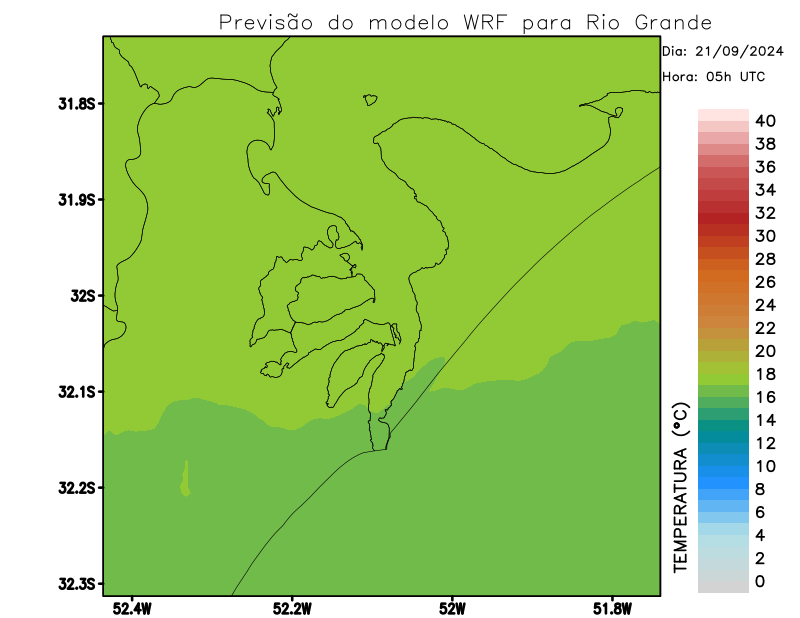 Previsão do modelo WRF para Rio Grande
Dia: 21/09/2024
Hora: 05h UTC
31.8S
31.9S
32S
32.1S
32.2S
32.3S
52.4W
52.2W
52W
51.8W
TEMPERATURA (°C)
40
38
36
34
32
30
28
26
24
22
20
18
16
14
12
10
8
6
4
2
0